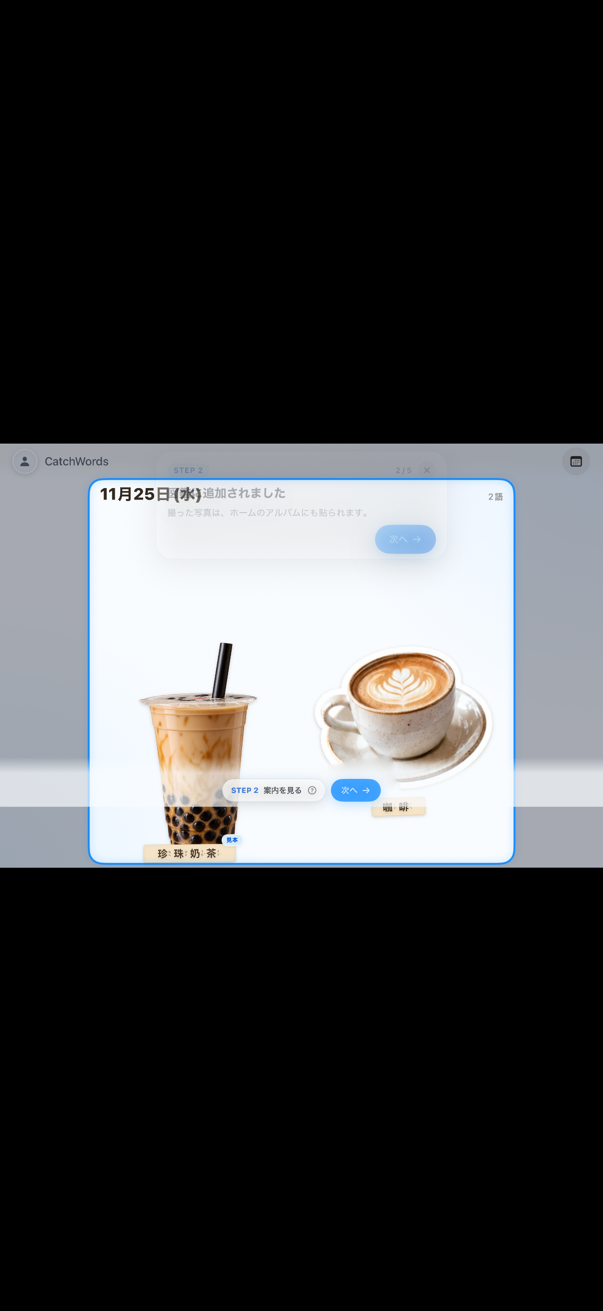 CatchWords
STEP 2
2/5
11月25日(水)
追加されました
2語
撮った写真は、ホームのアルバムにも貼られます。
次へ →
STEP 2 案内を見る
次へ →
咖啡
見本
珍珠奶茶